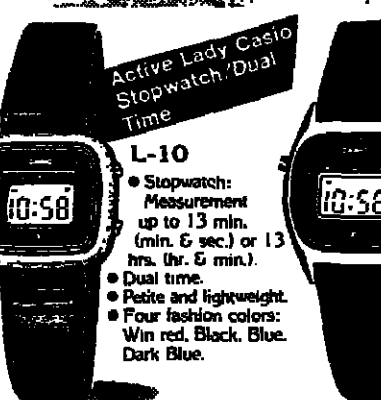 Active Lady Casio
Stopwatch/Dual
Time
L-10
● Stopwatch:
Measurement
up to 13 min.
(min. & sec.) or 13
hrs. (hr. & min.).
● Dual time.
● Petite and lightweight.
● Four fashion colors:
Win red. Black. Blue.
Dark Blue.
10:58
10:58